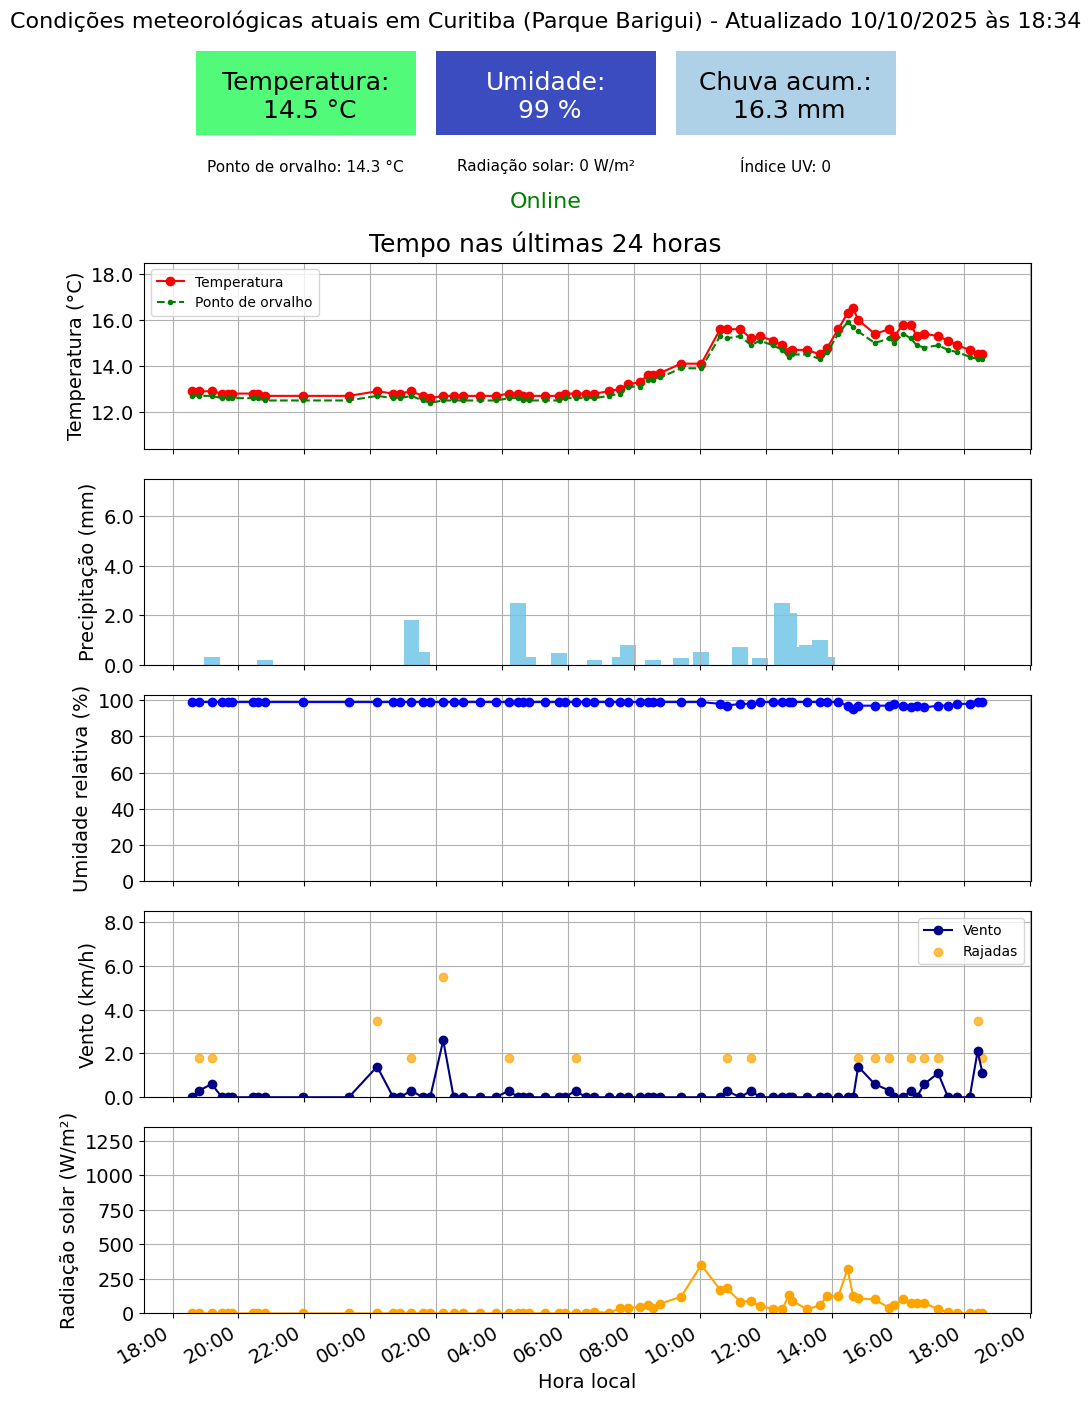 Condições meteorológicas atuais em Curitiba (Parque Barigui) - Atualizado 10/10/2025 às 18:34
Temperatura:
14.5 °C
Umidade:
99 %
Chuva acum.:
16.3 mm
Ponto de orvalho: 14.3 °C
Radiação solar: 0 W/m²
Índice UV: 0
Online
Tempo nas últimas 24 horas
Temperatura (°C)
18.0
16.0
14.0
12.0
Temperatura
Ponto de orvalho
Precipitação (mm)
6.0
4.0
2.0
0.0
Umidade relativa (%)
100
80
60
40
20
0
Vento (km/h)
8.0
6.0
4.0
2.0
0.0
Vento
Rajadas
Radiação solar (W/m²)
1250
1000
750
500
250
0
18:00
20:00
22:00
00:00
02:00
04:00
06:00
08:00
10:00
12:00
14:00
16:00
18:00
20:00
Hora local